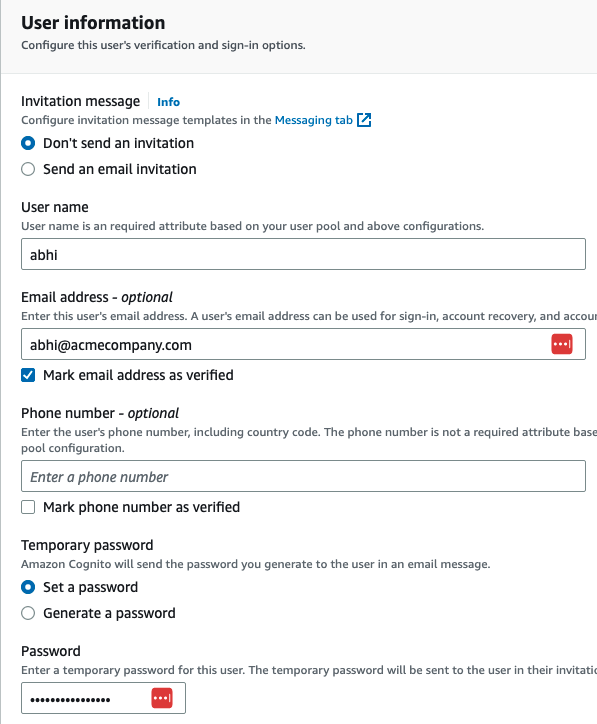 User information
Configure this user's verification and sign-in options.
Invitation message Info
Configure invitation message templates in the Messaging tab
Don't send an invitation
Send an email invitation
User name
User name is an required attribute based on your user pool and above configurations.
abhi
Email address - optional
Enter this user's email address. A user's email address can be used for sign-in, account recovery, and
abhi@acmecompany.com
Mark email address as verified
Phone number - optional
Enter the user's phone number, including country code. The phone number is not a required attribute
pool configuration.
Enter a phone number
Mark phone number as verified
Temporary password
Amazon Cognito will send the password you generate to the user in an email message.
Set a password
Generate a password
Password
Enter a temporary password for this user. The temporary password will be sent to the user in their